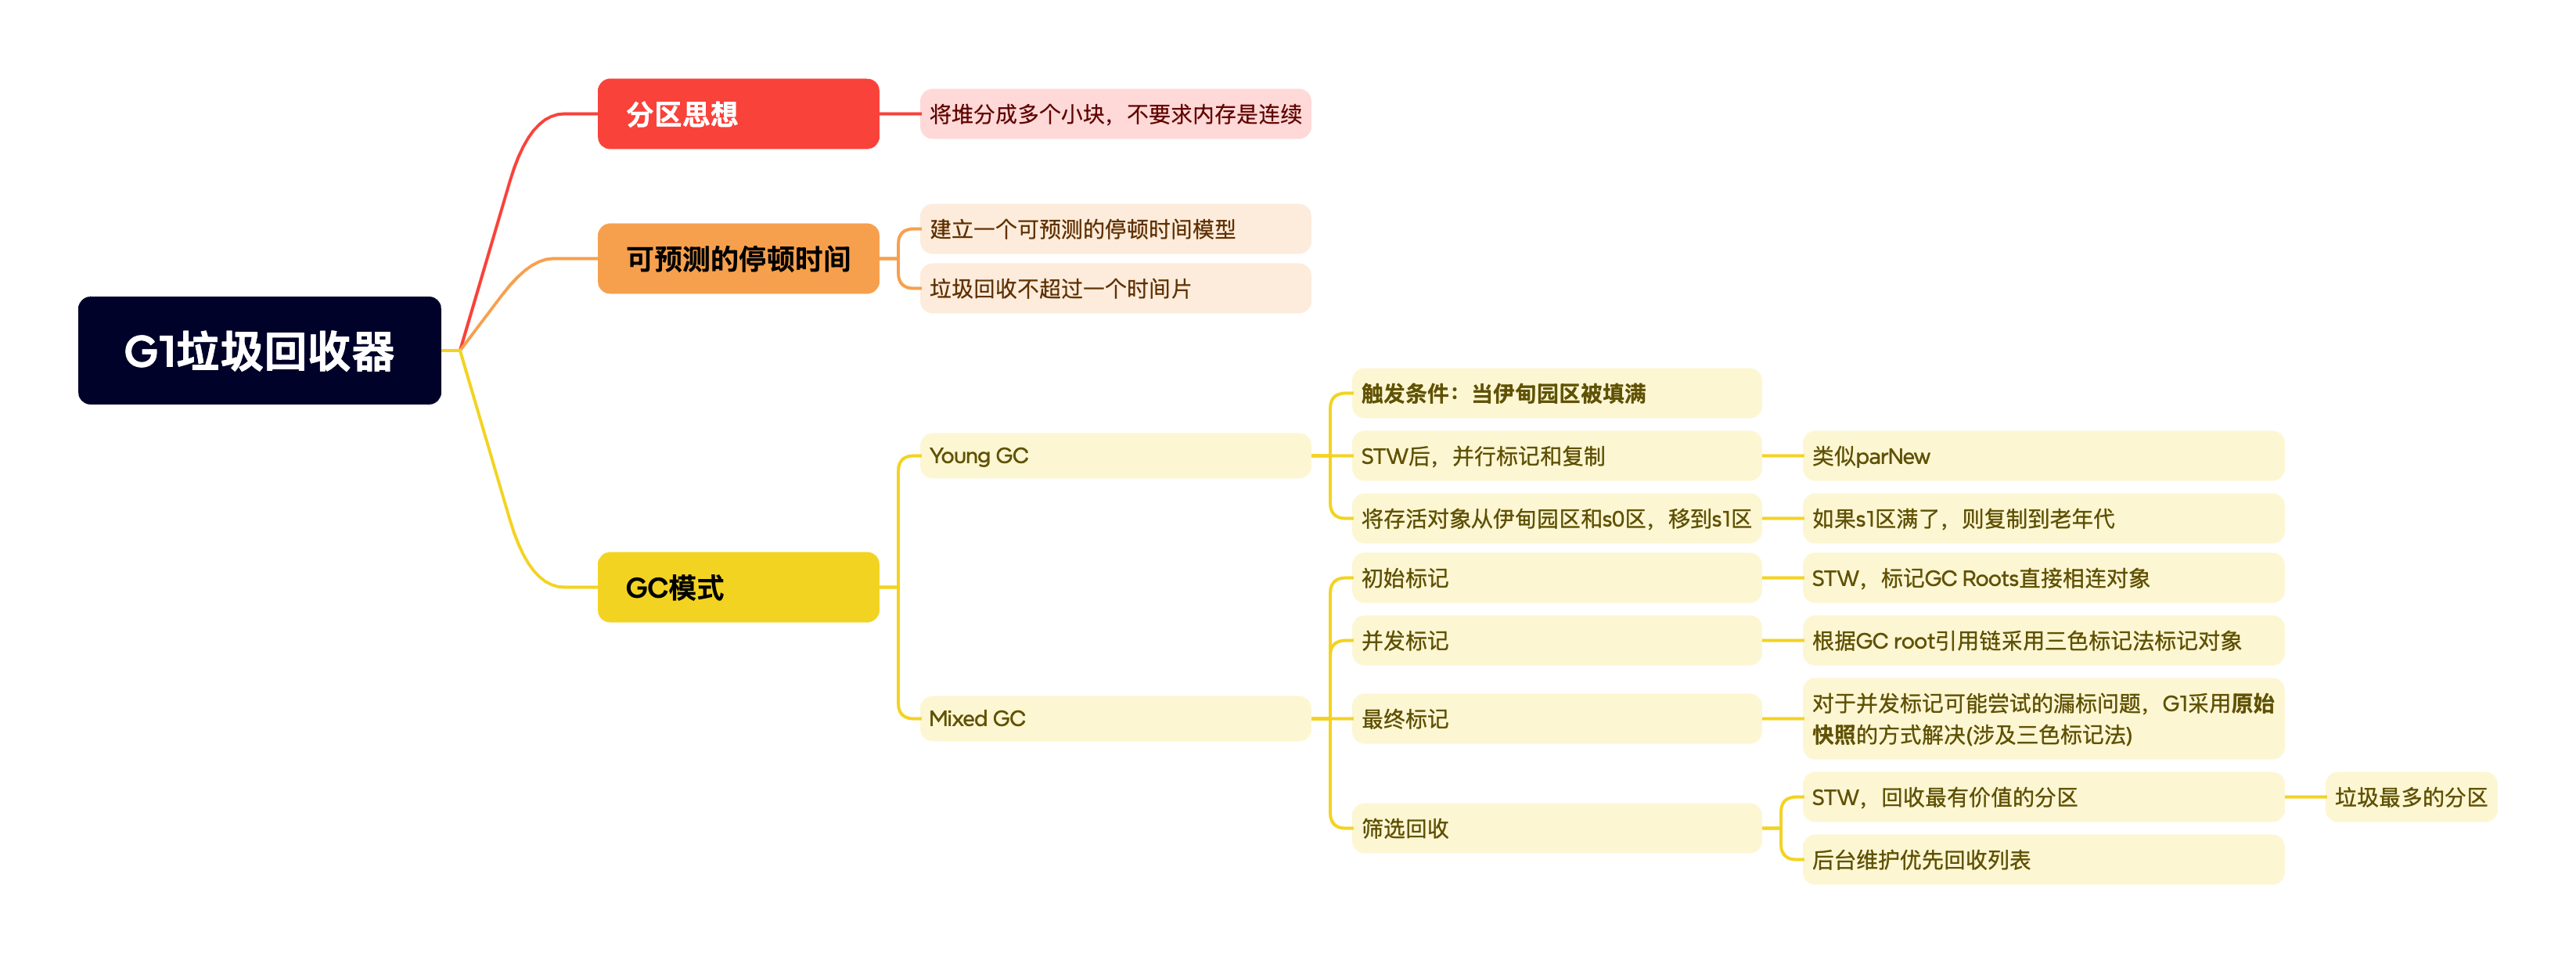 G1垃圾回收器
分区思想
将堆分成多个小块，不要求内存是连续
可预测的停顿时间
建立一个可预测的停顿时间模型
垃圾回收不超过一个时间片
GC模式
Young GC
触发条件：当伊甸园区被填满
STW后，并行标记和复制
类似parNew
将存活对象从伊甸园区和s0区，移到s1区
如果s1区满了，则复制到老年代
Mixed GC
初始标记
STW，标记GC Roots直接相连对象
并发标记
根据GC root引用链采用三色标记法标记对象
最终标记
对于并发标记可能尝试的漏标问题，G1采用原始
快照的方式解决(涉及三色标记法)
筛选回收
STW，回收最有价值的分区
垃圾最多的分区
后台维护优先回收列表